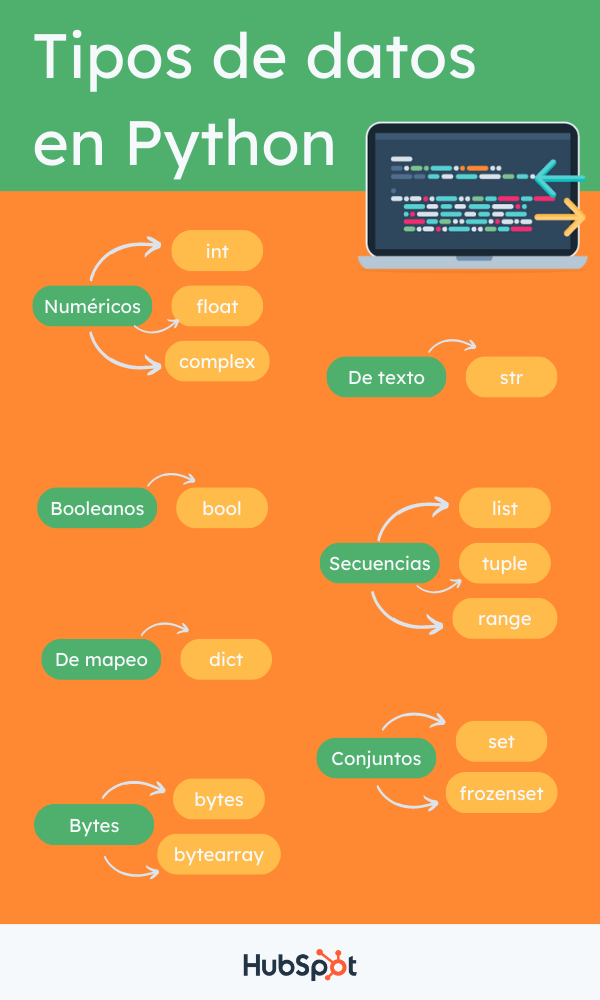 Tipos de datos
en Python
Numéricos
int
float
complex
De texto
str
Booleanos
bool
Secuencias
list
tuple
range
De mapeo
dict
Conjuntos
set
frozenset
Bytes
bytes
bytearray
HubSpot